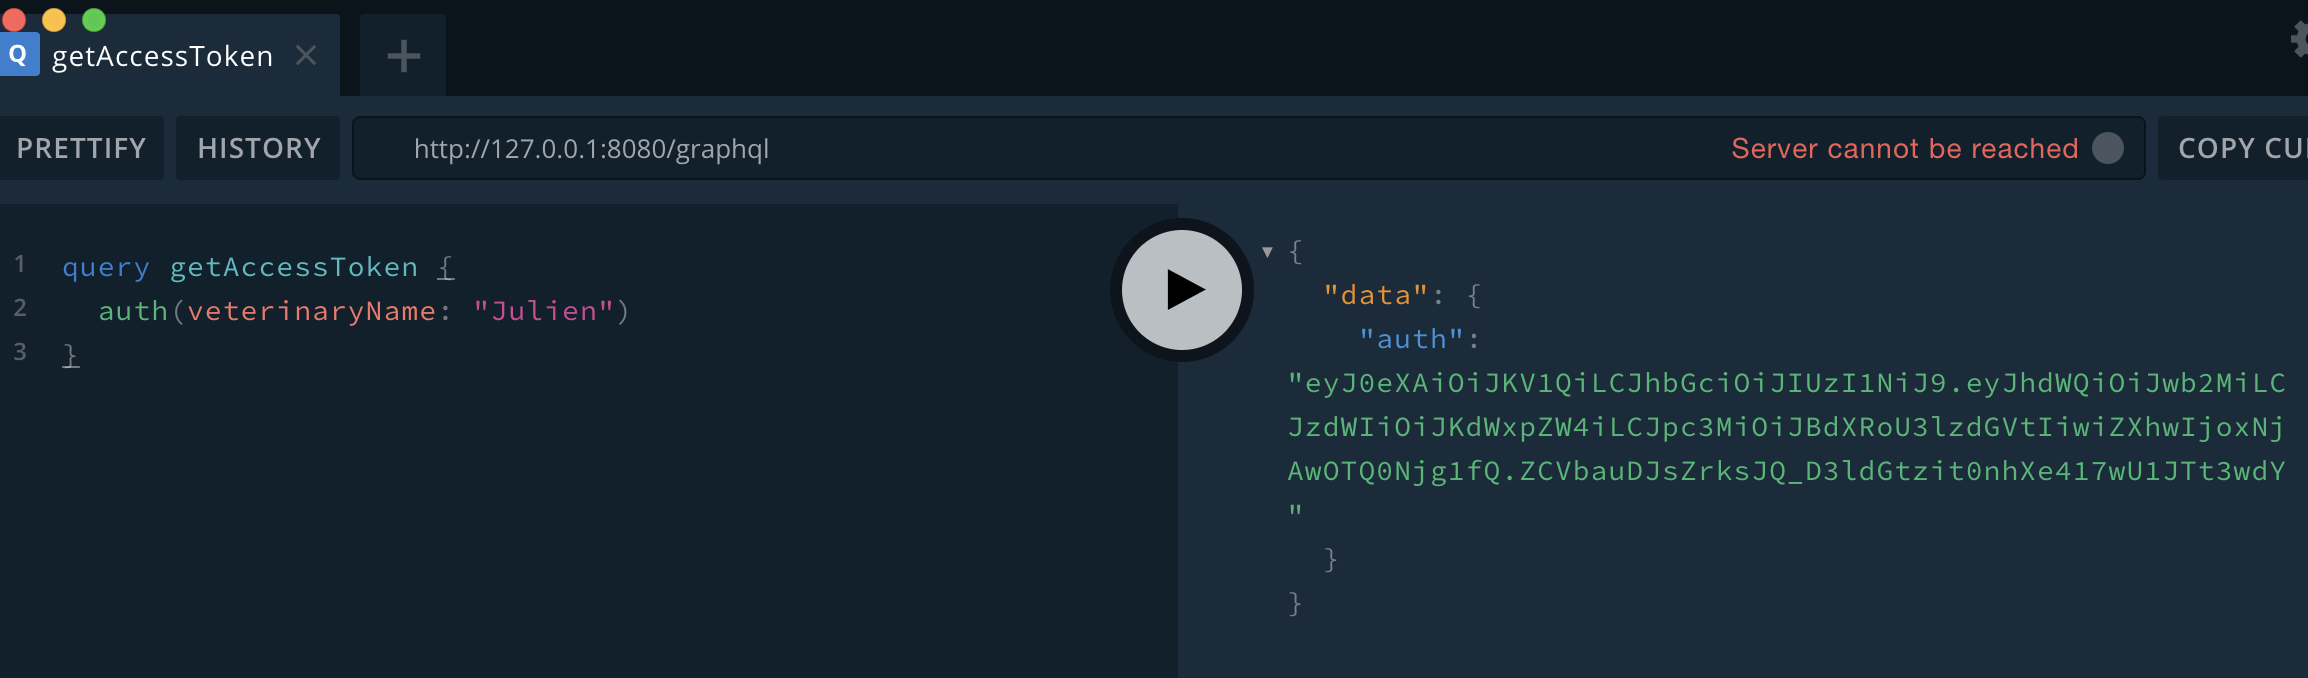 Q getAccessToken
PRETTIFY HISTORY http://127.0.0.1:8080/graphql Server cannot be reached COPY CU
1 query getAccessToken {
2 auth(veterinaryName: "Julien")
3 }
{
"data": {
"auth":
"eyJ0eXAiOiJKV1QiLCJhbGciOiJIUzI1NiJ9.eyJhdWQiOiJwb2MiLC
JzdWIiOiJKdWxpZW4iLCJpc3MiOiJBdXRoU3lzdGVtIiwiZXhwIjoxNj
AwOTQ0Njg1fQ.ZCVbauDJsZrksJQ_D3ldGtzit0nhXe417wU1JTt3wdY
"
}
}